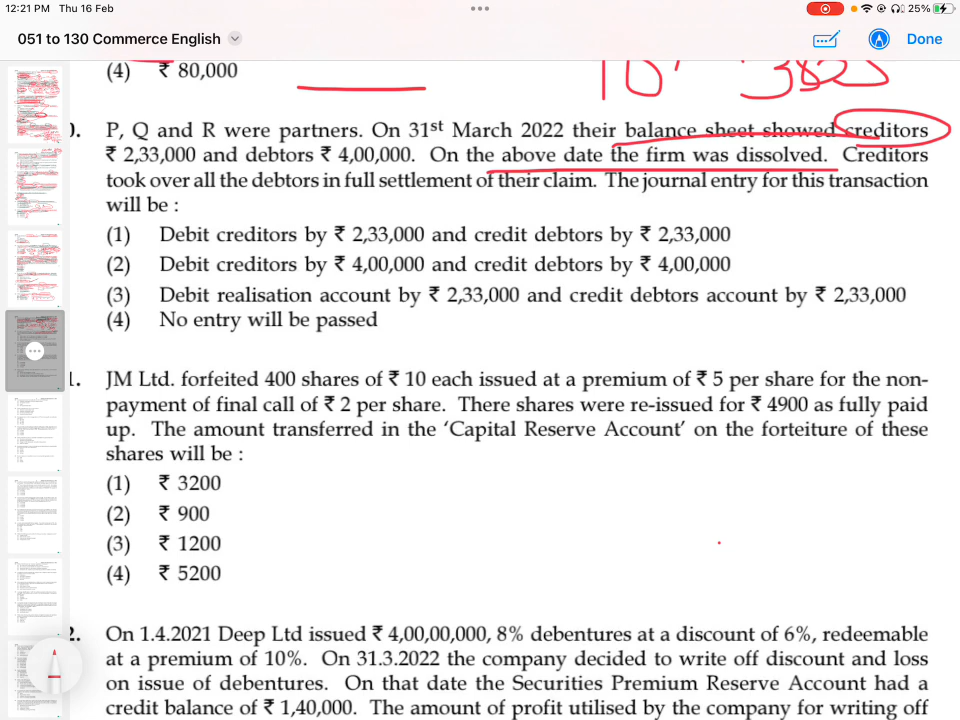 12:21 PM Thu 16 Feb
25%
051 to 130 Commerce English
Done
(4) ₹ 80,000
10 3825
). P, Q and R were partners. On 31st March 2022 their balance sheet showed creditors
₹ 2,33,000 and debtors ₹ 4,00,000. On the above date the firm was dissolved. Creditors
took over all the debtors in full settlement of their claim. The journal entry for this transaction
will be :
(1) Debit creditors by ₹ 2,33,000 and credit debtors by ₹ 2,33,000
(2) Debit creditors by ₹ 4,00,000 and credit debtors by ₹ 4,00,000
(3) Debit realisation account by ₹ 2,33,000 and credit debtors account by ₹ 2,33,000
(4) No entry will be passed
1. JM Ltd. forfeited 400 shares of ₹ 10 each issued at a premium of ₹ 5 per share for the non-
payment of final call of ₹ 2 per share. There shares were re-issued for ₹ 4900 as fully paid
up. The amount transferred in the ‘Capital Reserve Account’ on the forteiture of these
shares will be :
(1) ₹ 3200
(2) ₹ 900
(3) ₹ 1200
(4) ₹ 5200
2. On 1.4.2021 Deep Ltd issued ₹ 4,00,00,000, 8% debentures at a discount of 6%, redeemable
at a premium of 10%. On 31.3.2022 the company decided to write off discount and loss
on issue of debentures. On that date the Securities Premium Reserve Account had a
credit balance of ₹ 1,40,000. The amount of profit utilised by the company for writing off